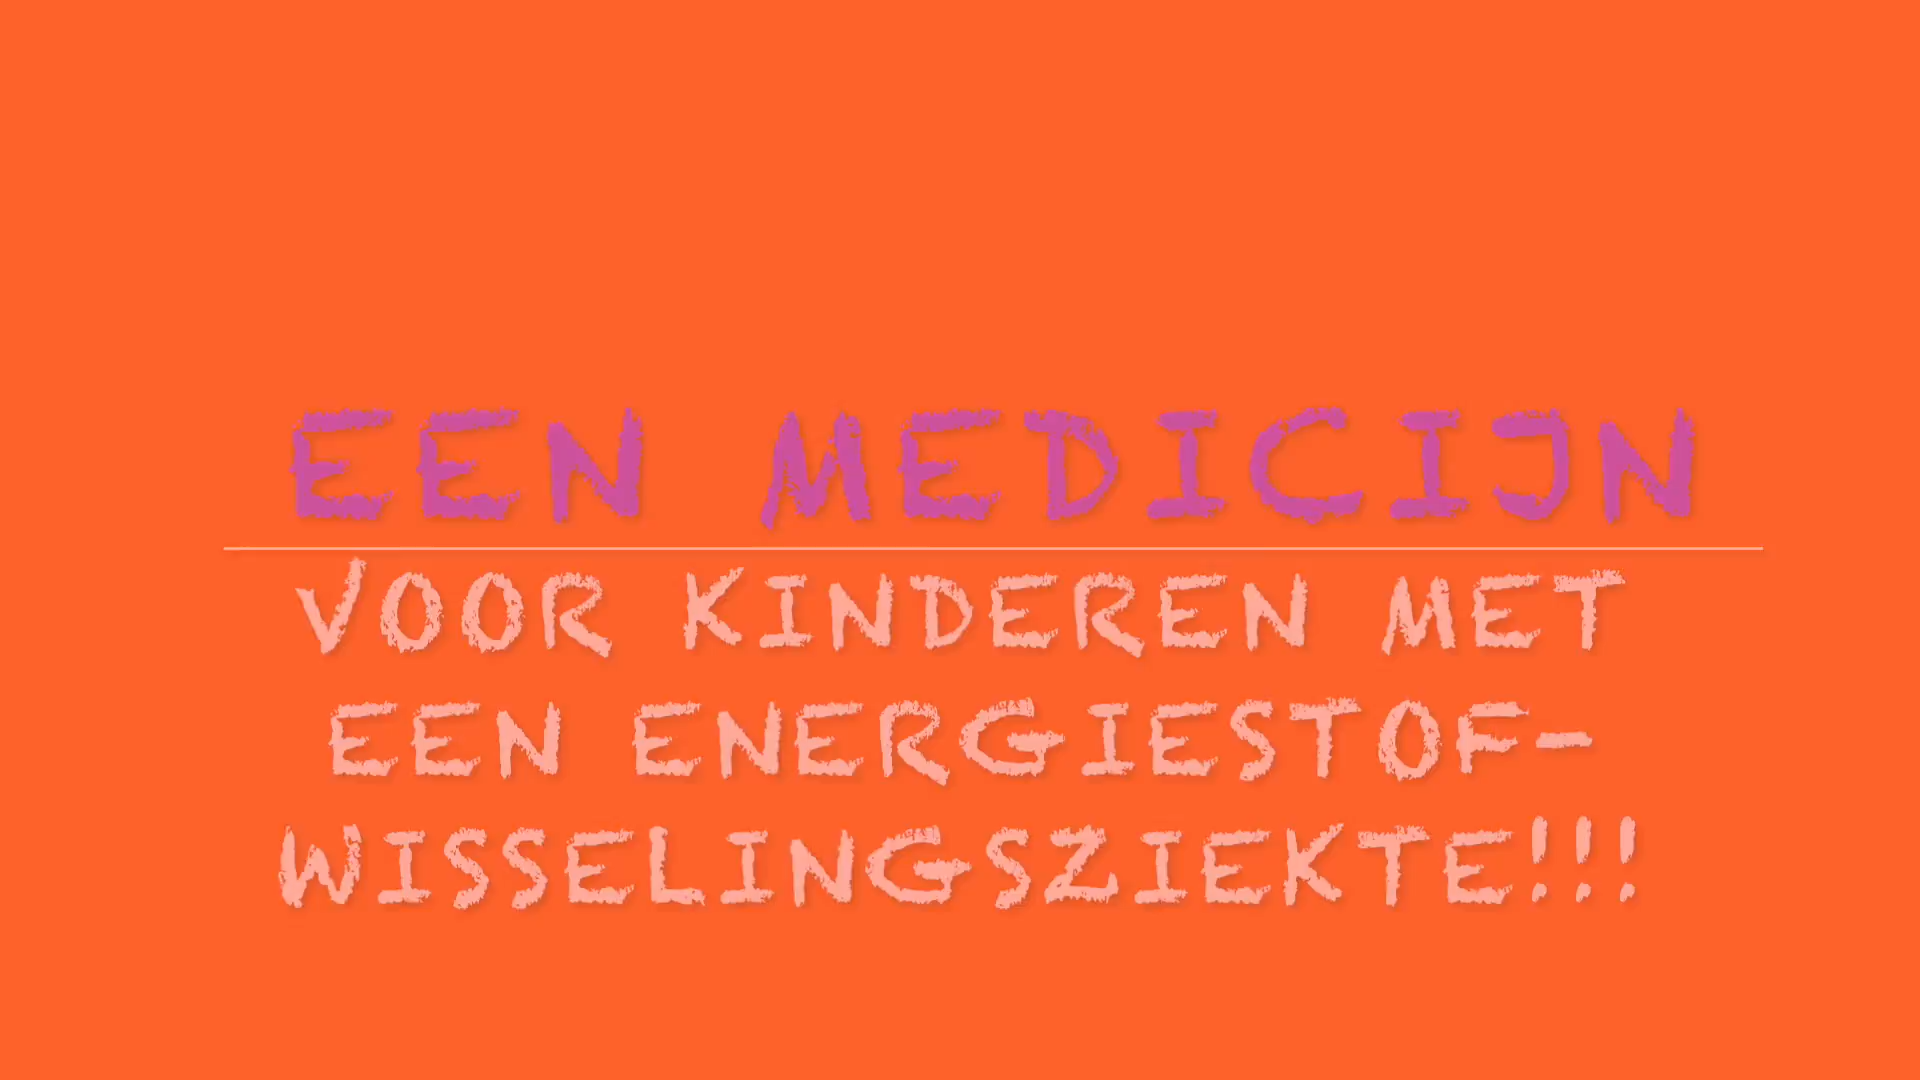 EEN MEDICIJN
VOOR KINDEREN MET
EEN ENERGIESTOF-
WISSELINGSZIEKTE!!!